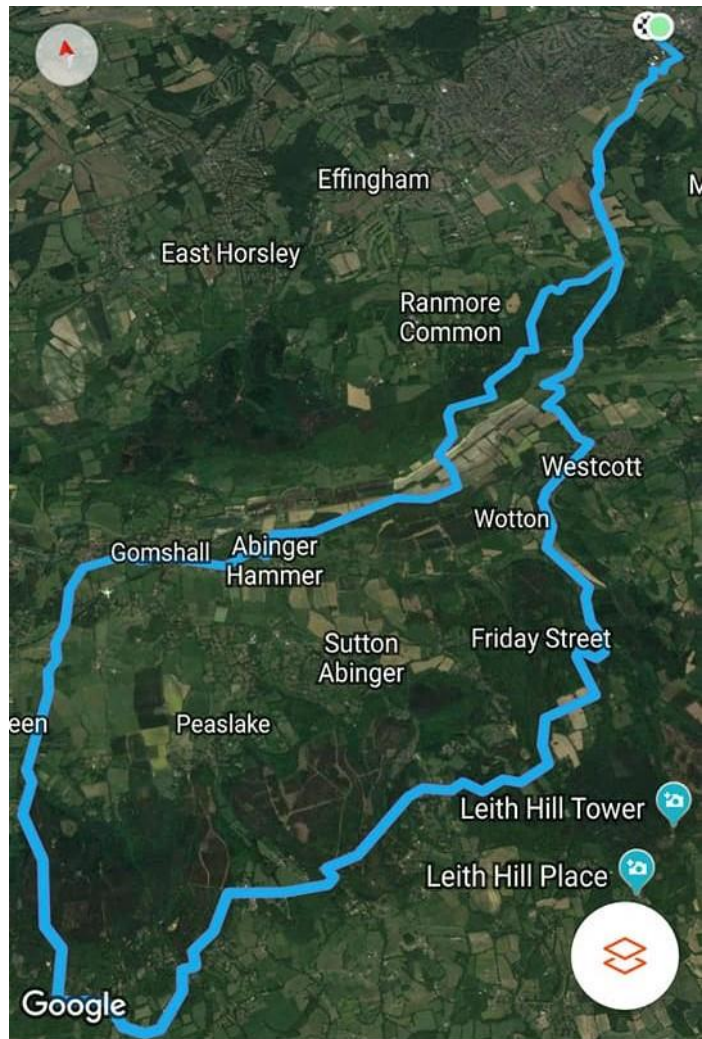 Effingham
M
East Horsley
Ranmore
Common
Westcott
Wotton
Gomshall
Abinger
Hammer
Friday Street
Sutton
Abinger
een
Peaslake
Leith Hill Tower
Leith Hill Place
Google